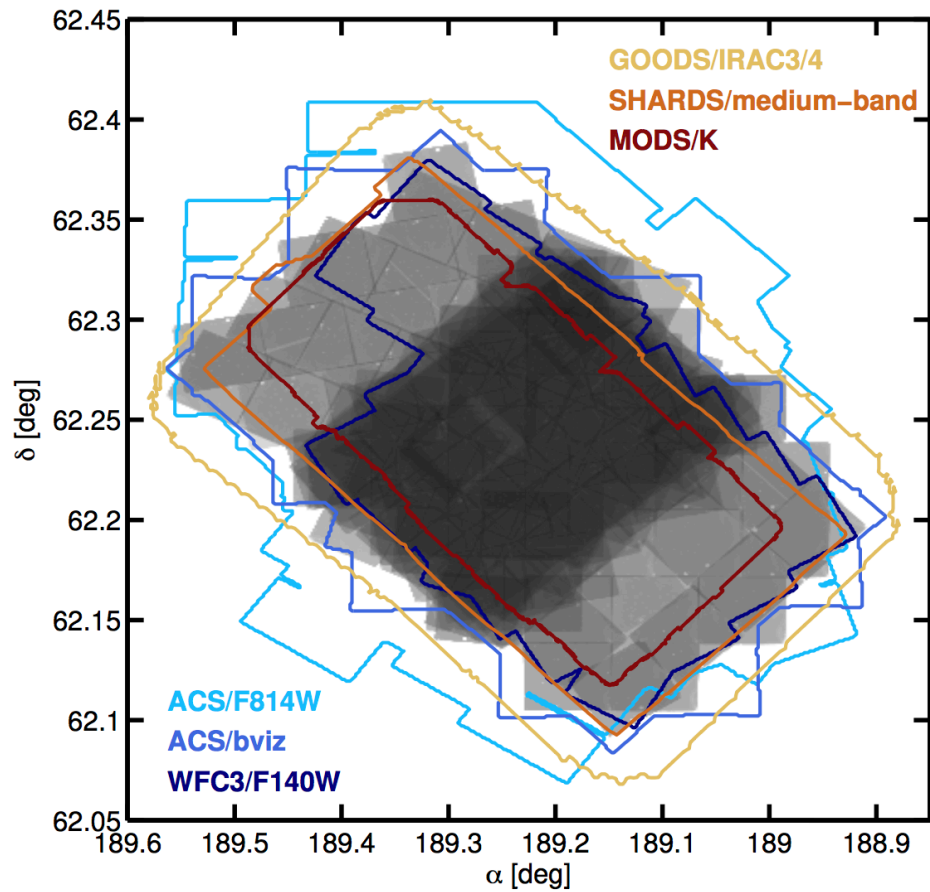 62.45
62.4
62.35
62.3
62.25
62.2
62.15
62.1
62.05
δ [deg]
GOODS/IRAC3/4
SHARDS/medium−band
MODS/K
ACS/F814W
ACS/bviz
WFC3/F140W
189.6 189.5 189.4 189.3 189.2 189.1 189 188.9
α [deg]